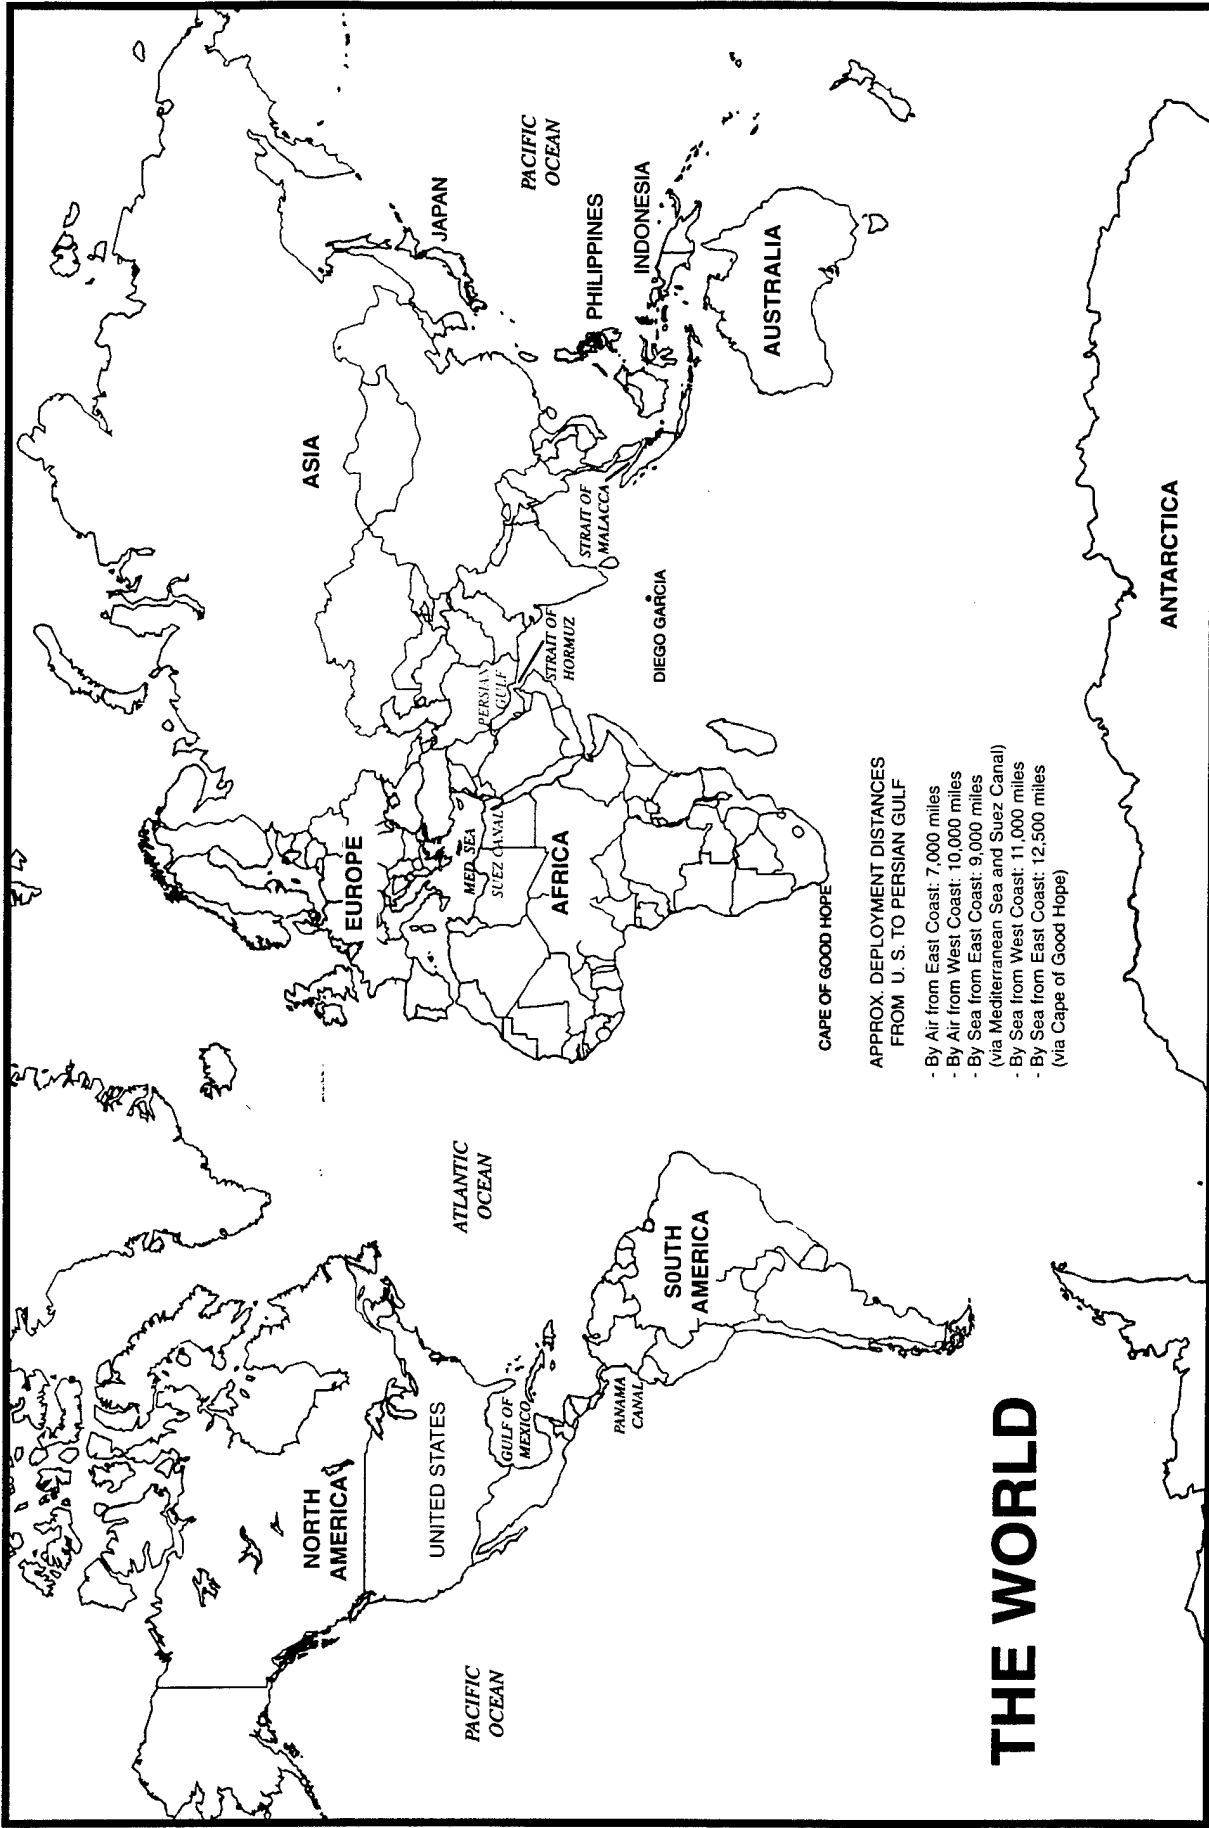 NORTH
AMERICA
UNITED STATES
GULF OF
MEXICO
PANAMA
CANAL
SOUTH
AMERICA
PACIFIC
OCEAN
ATLANTIC
OCEAN
EUROPE
MED SEA
SUEZ CANAL
AFRICA
CAPE OF GOOD HOPE
ASIA
PERSIAN
GULF
STRAIT OF
HORMUZ
DIEGO GARCIA
STRAIT OF
MALACCA
JAPAN
PACIFIC
OCEAN
PHILIPPINES
INDONESIA
AUSTRALIA
ANTARCTICA
APPROX. DEPLOYMENT DISTANCES
FROM U. S. TO PERSIAN GULF
- By Air from East Coast: 7,000 miles
- By Air from West Coast: 10,000 miles
- By Sea from East Coast: 9,000 miles
(via Mediterranean Sea and Suez Canal)
- By Sea from West Coast: 11,000 miles
- By Sea from East Coast: 12,500 miles
(via Cape of Good Hope)
THE WORLD